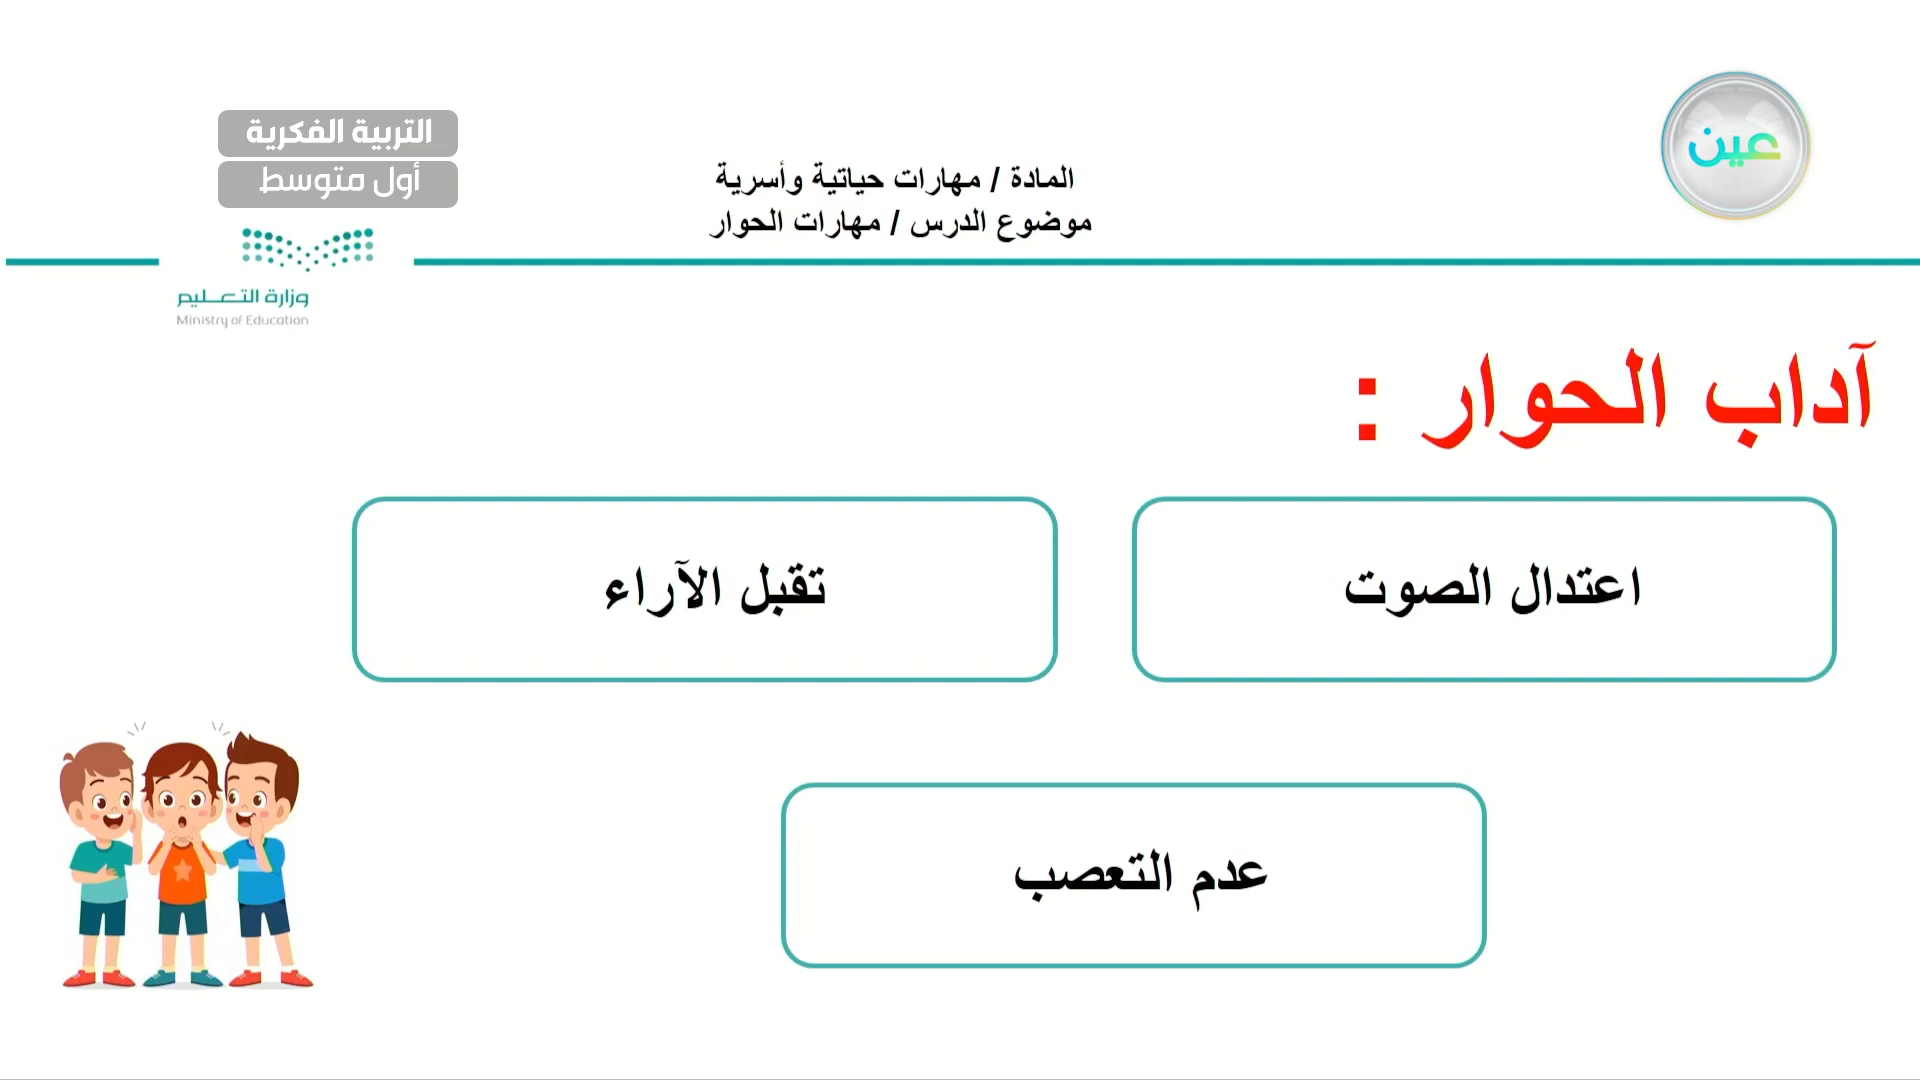 عين
التربية الفكرية
أول متوسط
المادة / مهارات حياتية وأسرية
موضوع الدرس / مهارات الحوار
وزارة التعليم
Ministry of Education
آداب الحوار :
اعتدال الصوت
تقبل الآراء
عدم التعصب